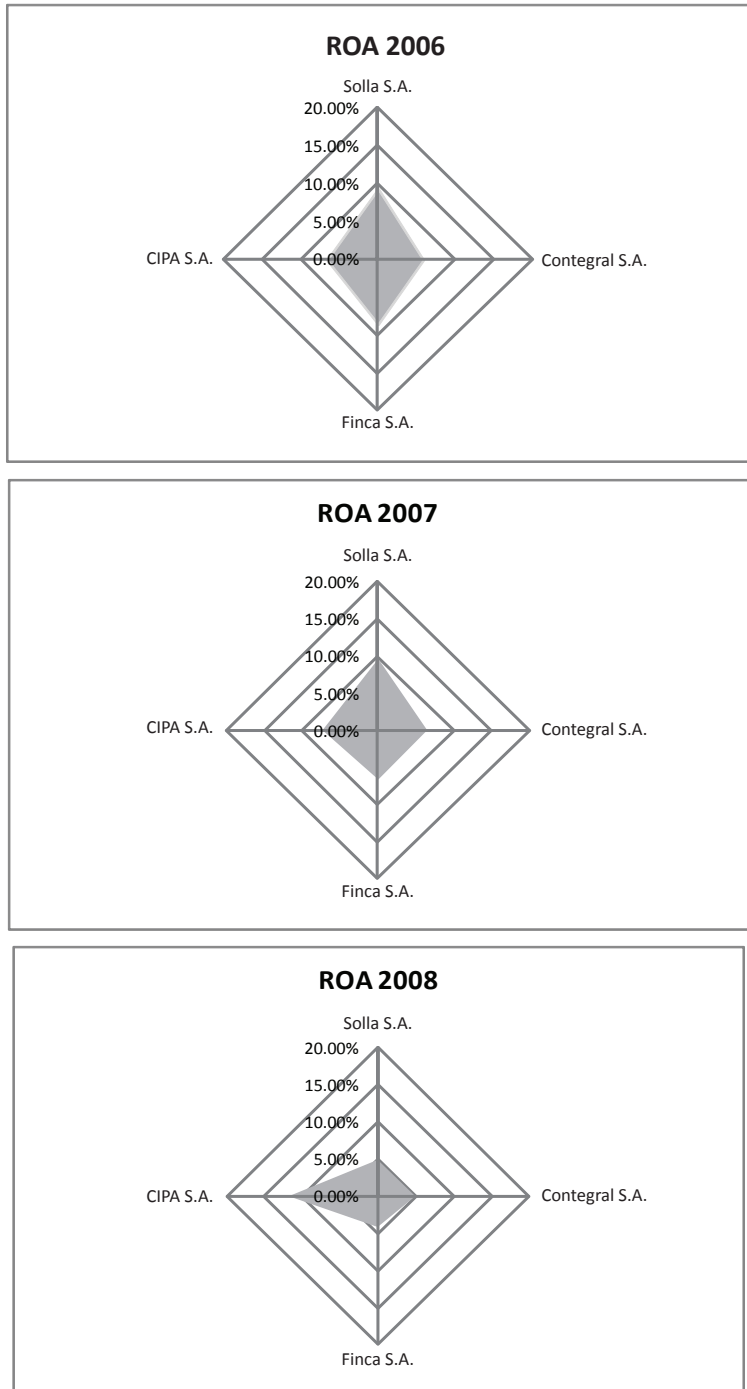 ROA 2006
Solla S.A.
20.00%
15.00%
10.00%
5.00%
CIPA S.A.
0.00%
Contegral S.A.
Finca S.A.
ROA 2007
Solla S.A.
20.00%
15.00%
10.00%
5.00%
CIPA S.A.
0.00%
Contegral S.A.
Finca S.A.
ROA 2008
Solla S.A.
20.00%
15.00%
10.00%
5.00%
CIPA S.A.
0.00%
Contegral S.A.
Finca S.A.